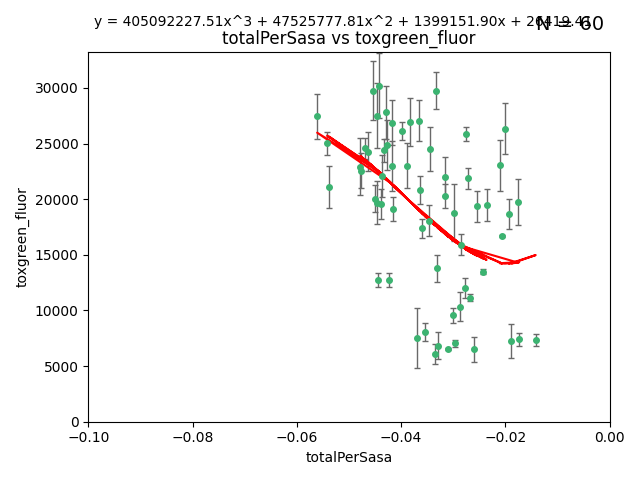 y = 405092227.51x^3 + 47525777.81x^2 + 1399151.90x + 26419.41
N = 60
totalPerSasa vs toxgreen_fluor
30000
25000
20000
15000
10000
5000
0
toxgreen_fluor
−0.10
−0.08
−0.06
−0.04
−0.02
0.00
totalPerSasa